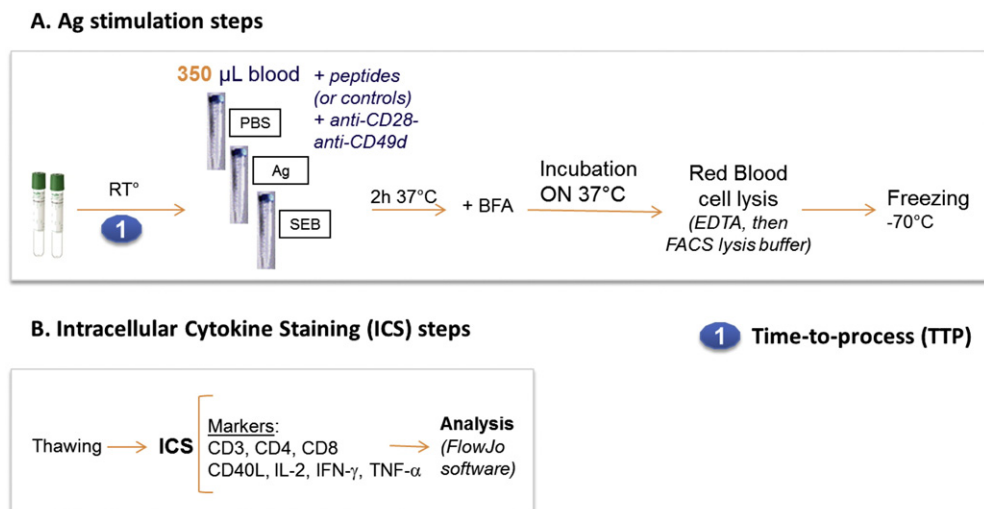 A. Ag stimulation steps
350 µL blood + peptides
(or controls)
+ anti-CD28-
anti-CD49d
PBS
Ag
SEB
RT°
1
2h 37°C
+ BFA
Incubation
ON 37°C
Red Blood
cell lysis
(EDTA, then
FACS lysis buffer)
Freezing
-70°C
B. Intracellular Cytokine Staining (ICS) steps
1 Time-to-process (TTP)
Thawing
ICS
Markers:
CD3, CD4, CD8
CD40L, IL-2, IFN-γ, TNF-α
Analysis
(FlowJo
software)